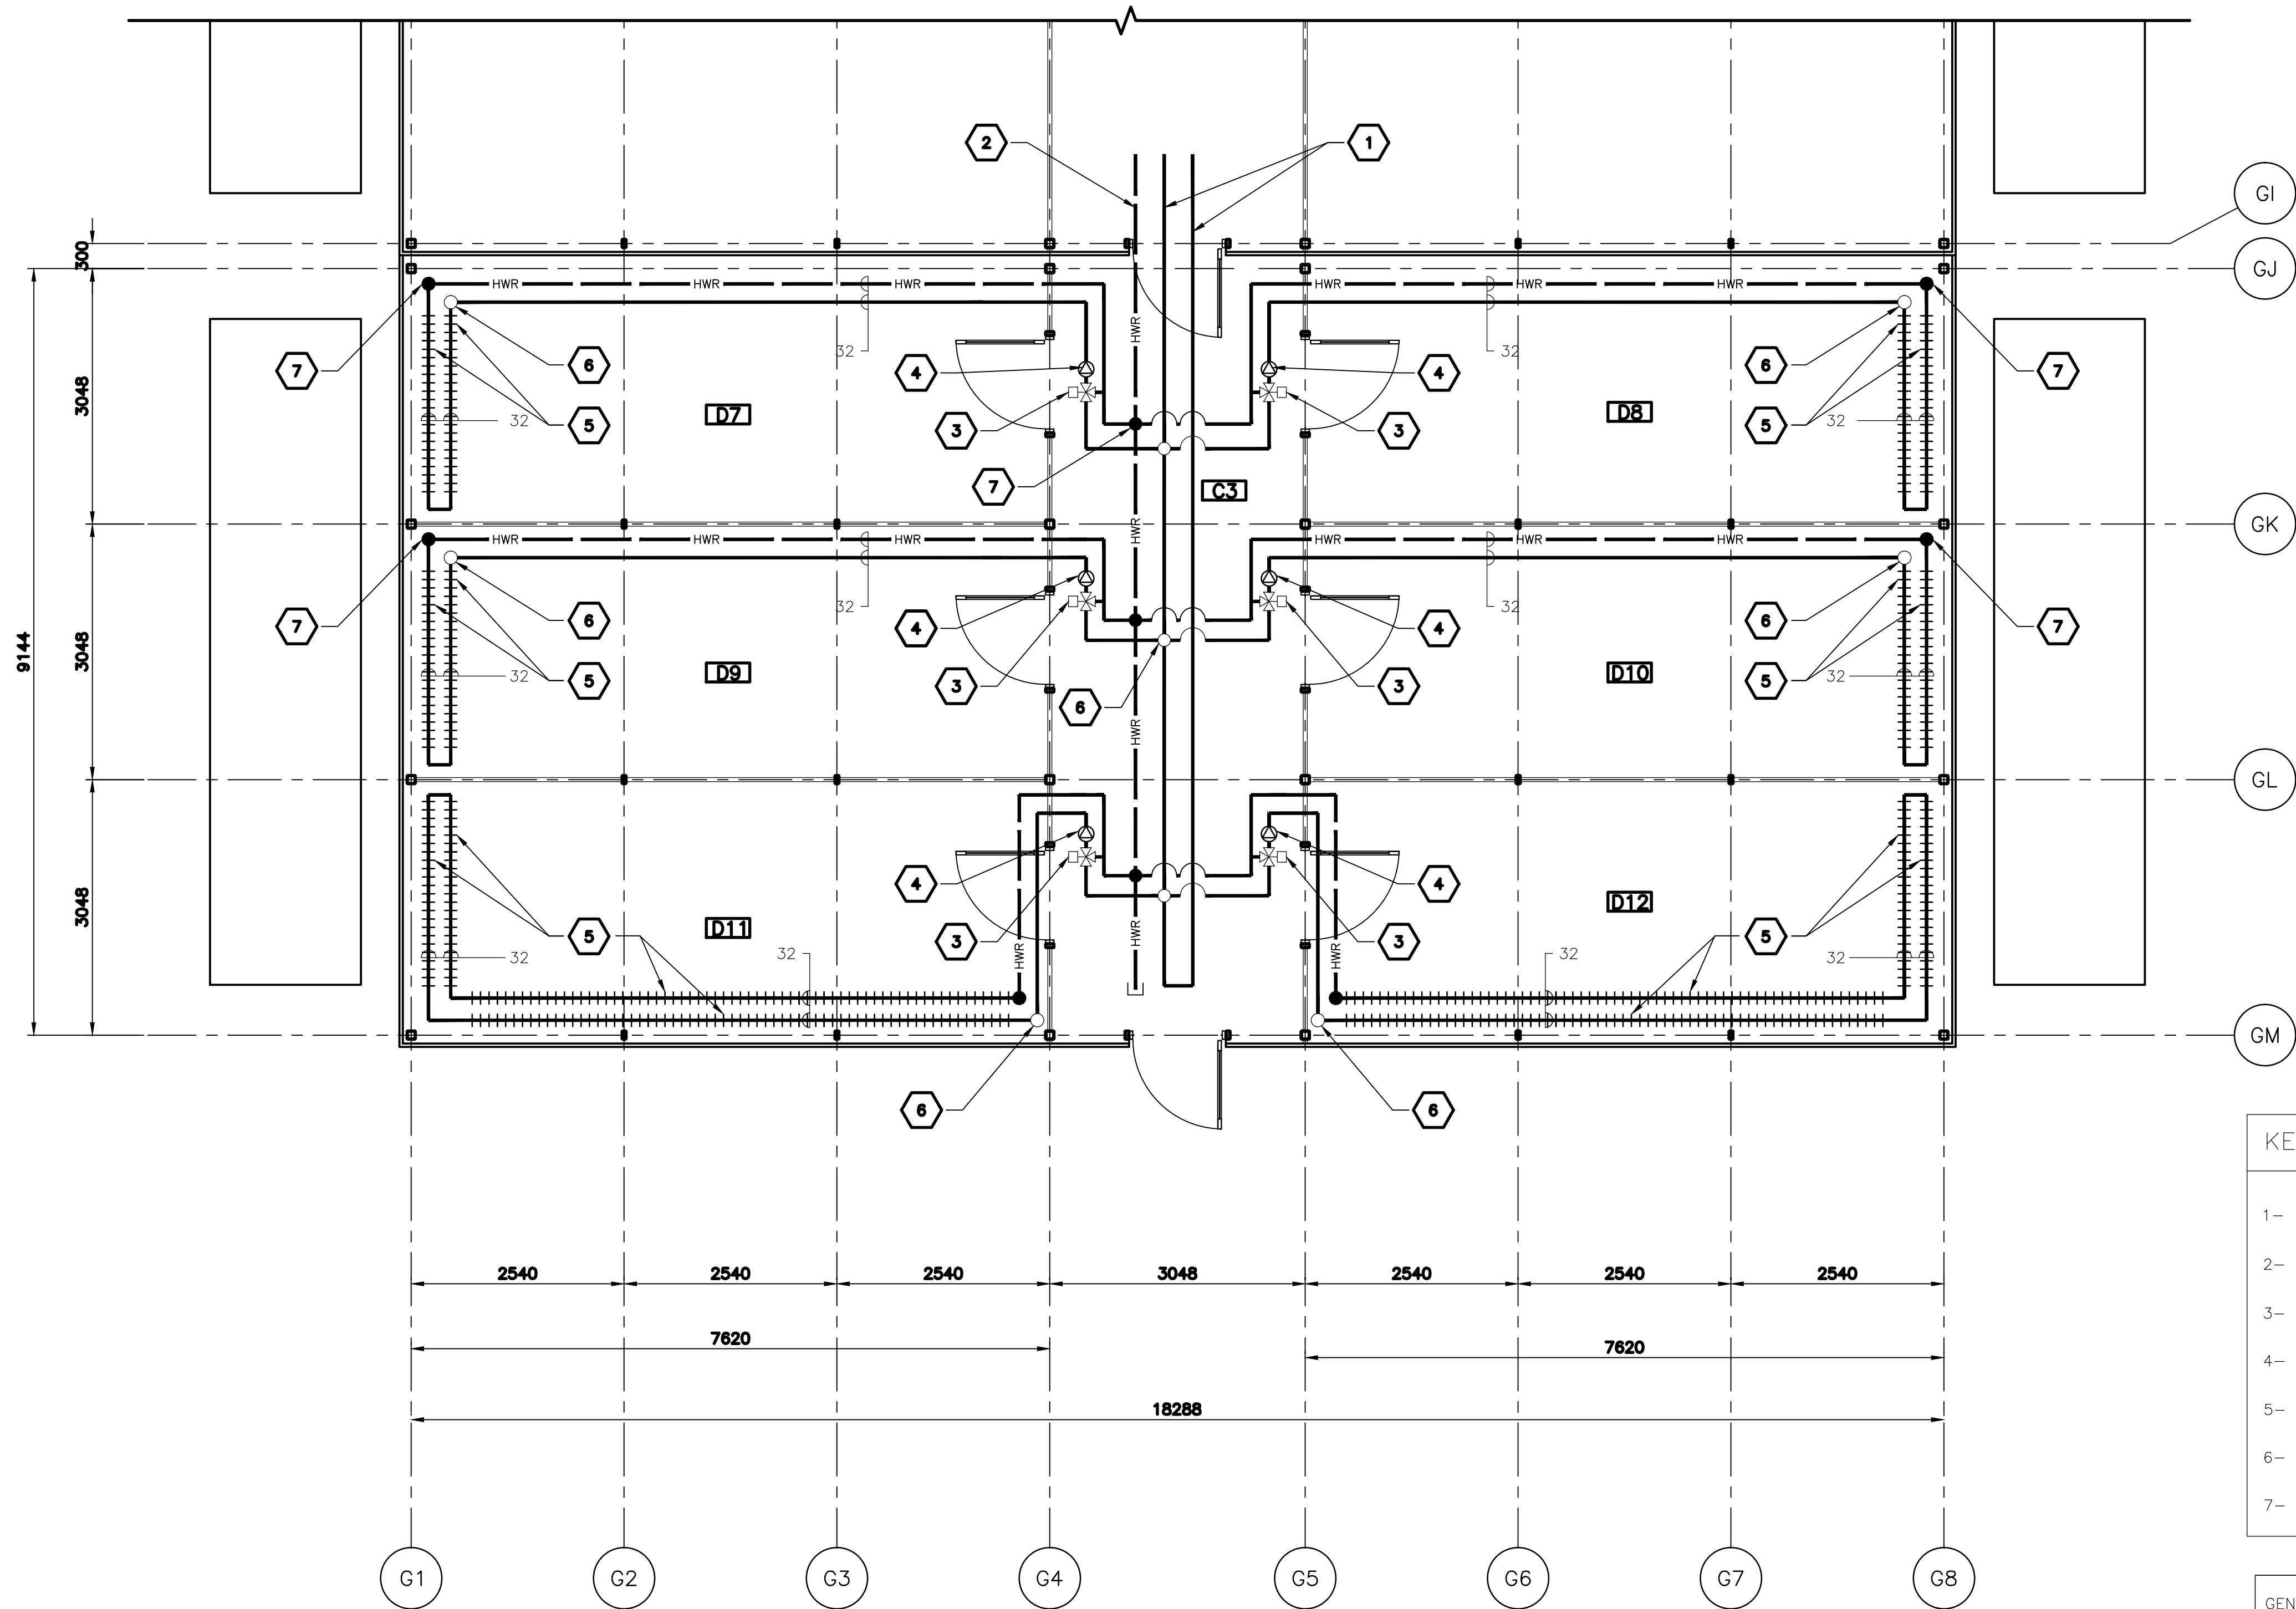 2
1
GI
300
GJ
HWR HWR HWR HWR HWR HWR
HWR
32
32
6
6
7
4
4
7
3048
D7
D8
32
5
3
3
5
32
7
C3
GK
HWR
HWR HWR HWR HWR HWR HWR
32
32
6
4
4
6
7
7
9144
3048
D9
D10
32
5
3
6
3
5
32
HWR
GL
4
4
3048
D11
D12
5
3
3
5
HWR
HWR
HWR
32
32
32
32
GM
6
6
KE
1-
2-
3-
4-
5-
6-
7-
2540 2540 2540 3048 2540 2540 2540
7620
7620
18288
G1 G2 G3 G4 G5 G6 G7 G8
GEN